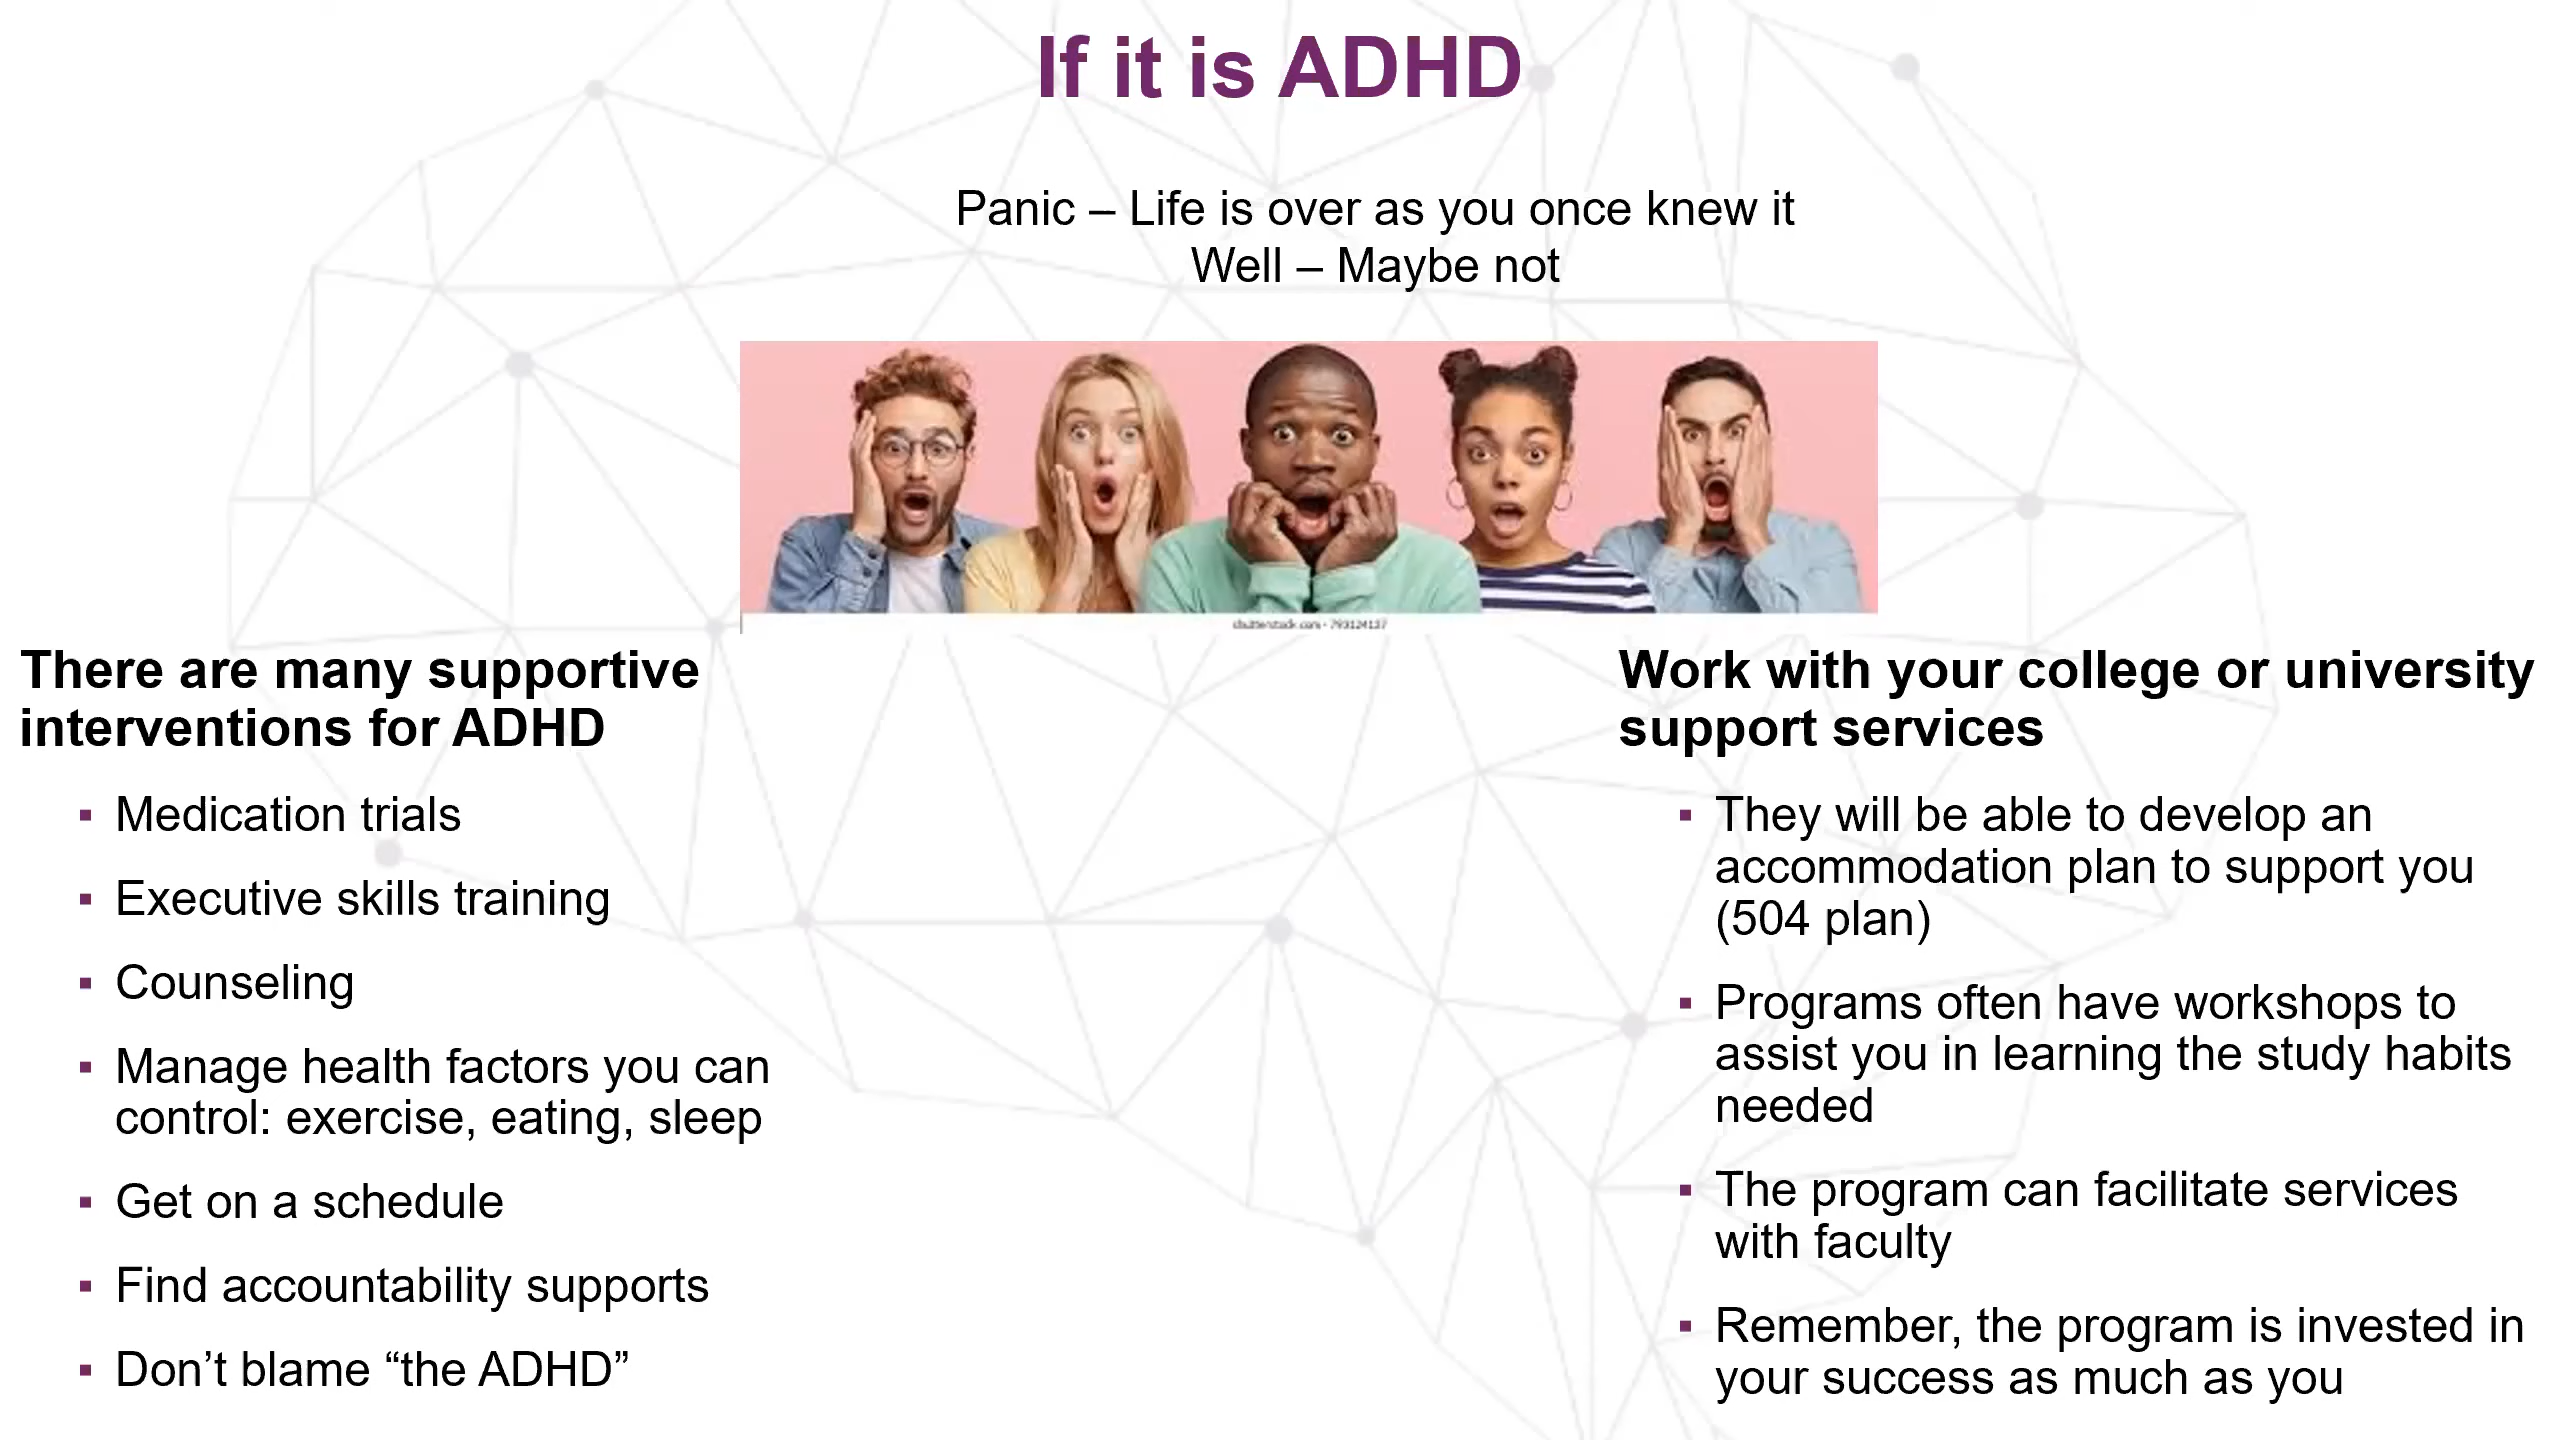 If it is ADHD
Panic – Life is over as you once knew it
Well – Maybe not
shutterstock.com · 793124137
There are many supportive
interventions for ADHD
▪ Medication trials
▪ Executive skills training
▪ Counseling
▪ Manage health factors you can
control: exercise, eating, sleep
▪ Get on a schedule
▪ Find accountability supports
▪ Don’t blame “the ADHD”
Work with your college or university
support services
▪ They will be able to develop an
accommodation plan to support you
(504 plan)
▪ Programs often have workshops to
assist you in learning the study habits
needed
▪ The program can facilitate services
with faculty
▪ Remember, the program is invested in
your success as much as you